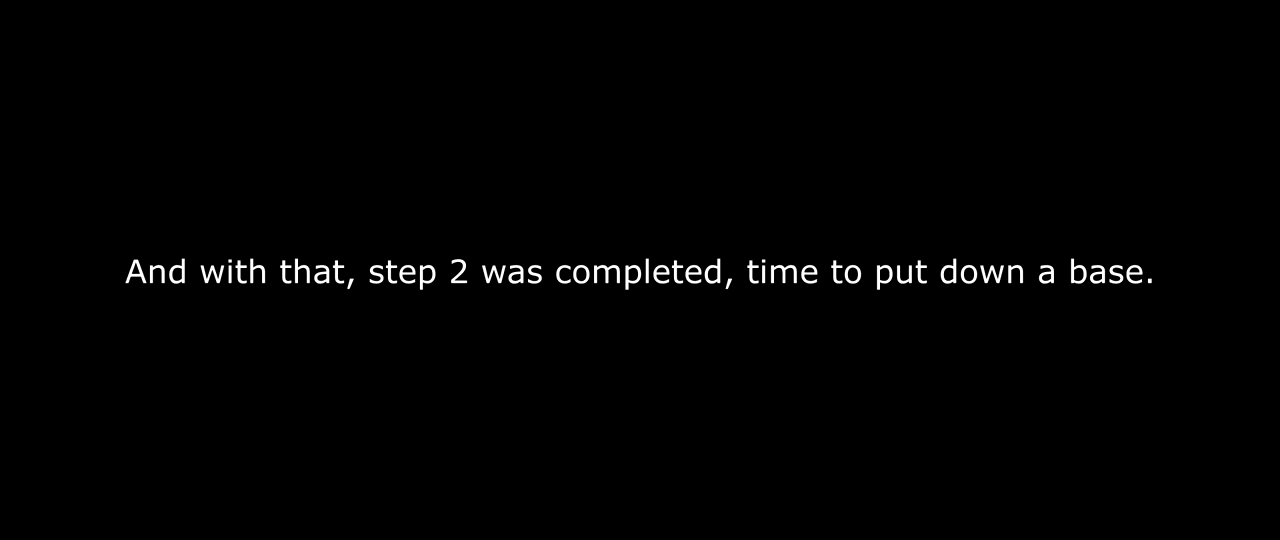 And with that, step 2 was completed, time to put down a base.